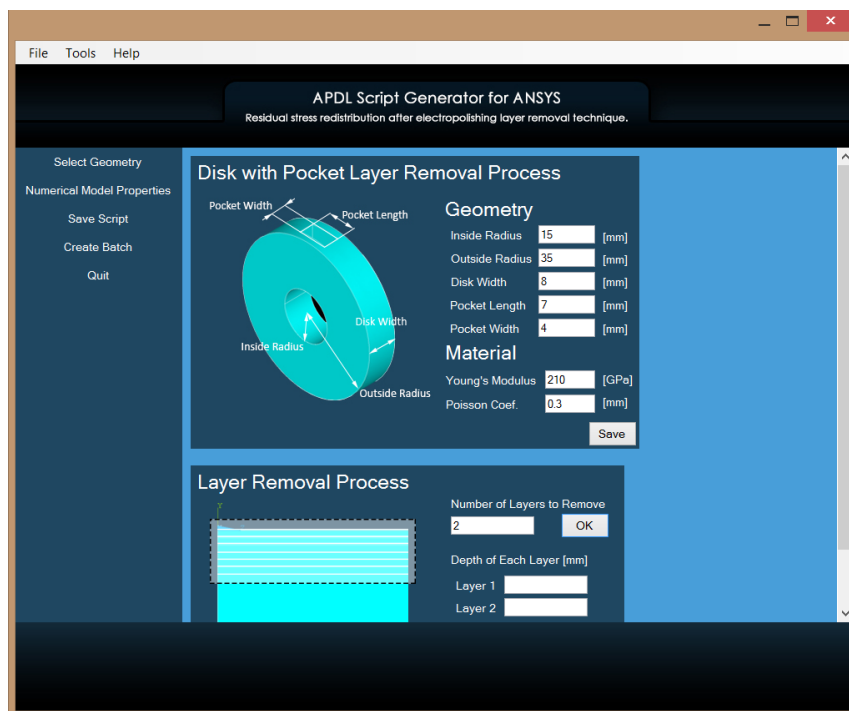 File Tools Help
APDL Script Generator for ANSYS
Residual stress redistribution after electropolishing layer removal technique.
Select Geometry
Numerical Model Properties
Save Script
Create Batch
Quit
Disk with Pocket Layer Removal Process
Pocket Width
Pocket Length
Disk Width
Inside Radius
Outside Radius
Geometry
Inside Radius 15 [mm]
Outside Radius 35 [mm]
Disk Width 8 [mm]
Pocket Length 7 [mm]
Pocket Width 4 [mm]
Material
Young's Modulus 210 [GPa]
Poisson Coef. 0.3 [mm]
Save
Layer Removal Process
Number of Layers to Remove
2 OK
Depth of Each Layer [mm]
Layer 1
Layer 2